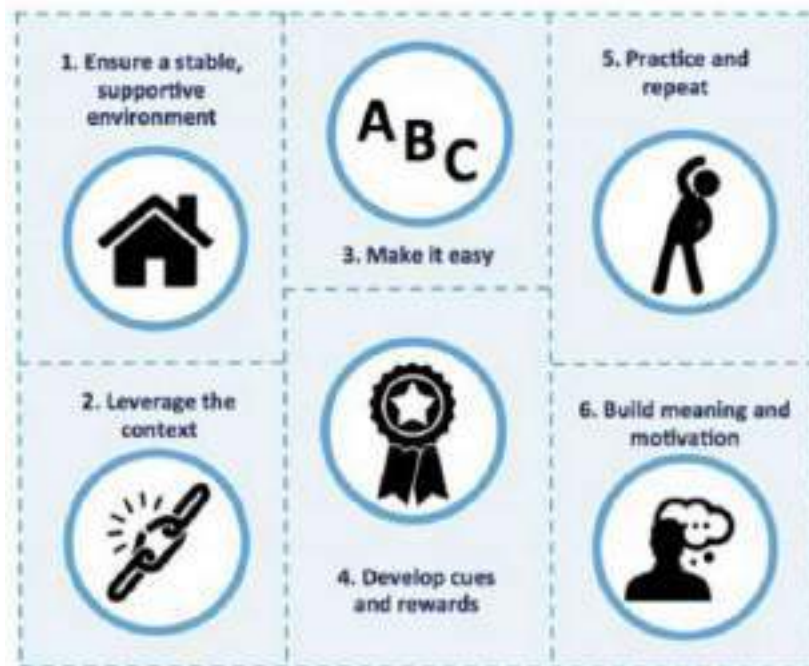 1. Ensure a stable,
supportive
environment
2. Leverage the
context
A B C
3. Make it easy
4. Develop cues
and rewards
5. Practice and
repeat
6. Build meaning and
motivation